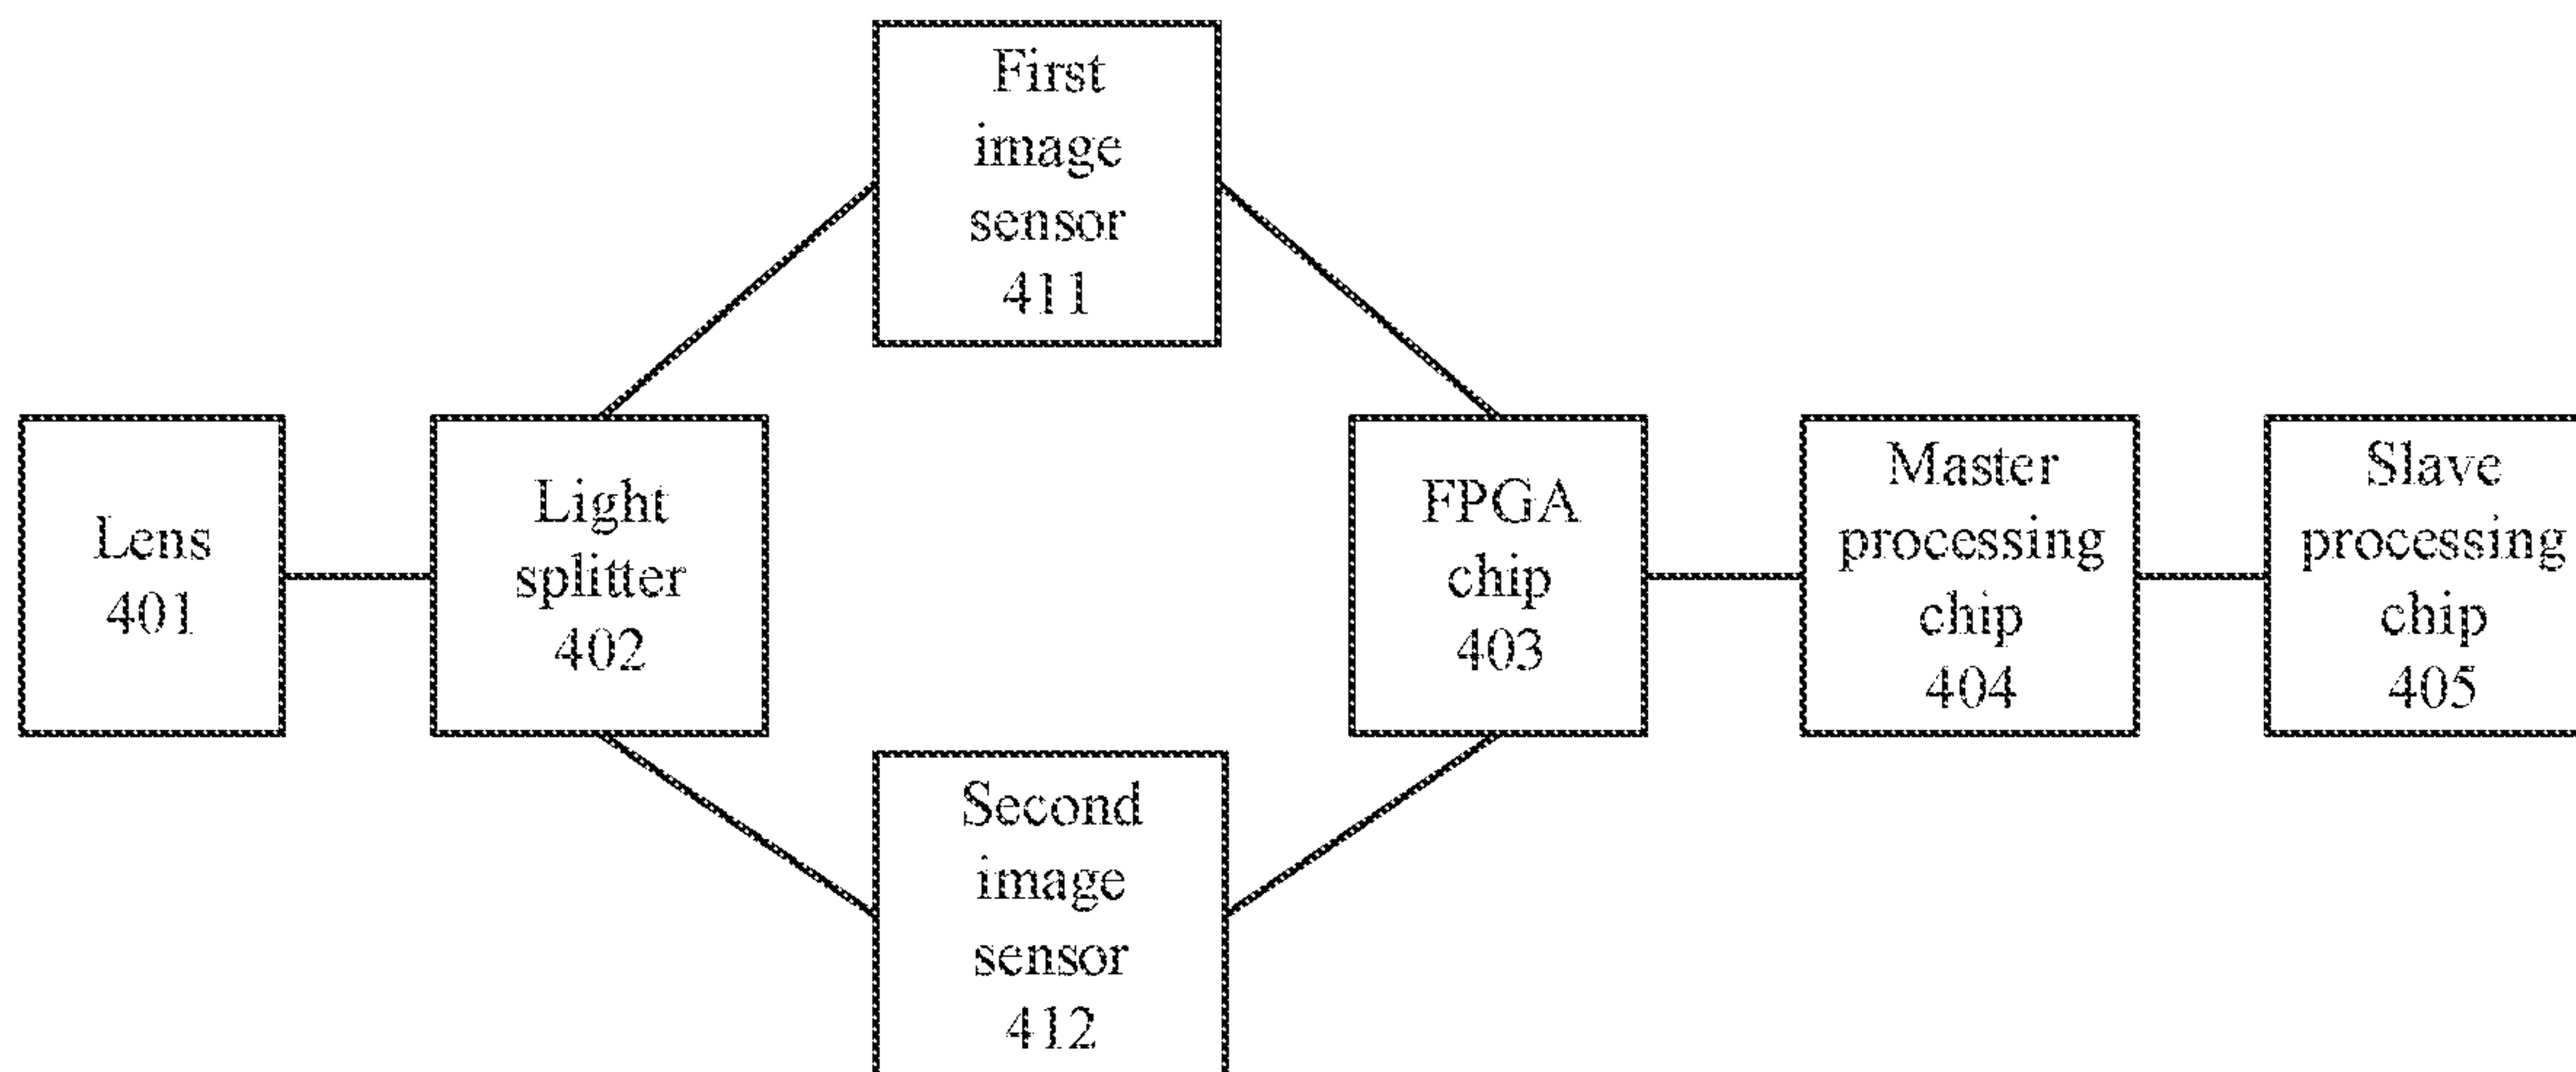 First
image
sensor
411
Lens
401
Light
splitter
402
FPGA
chip
403
Master
processing
chip
404
Slave
processing
chip
405
Second
image
sensor
412